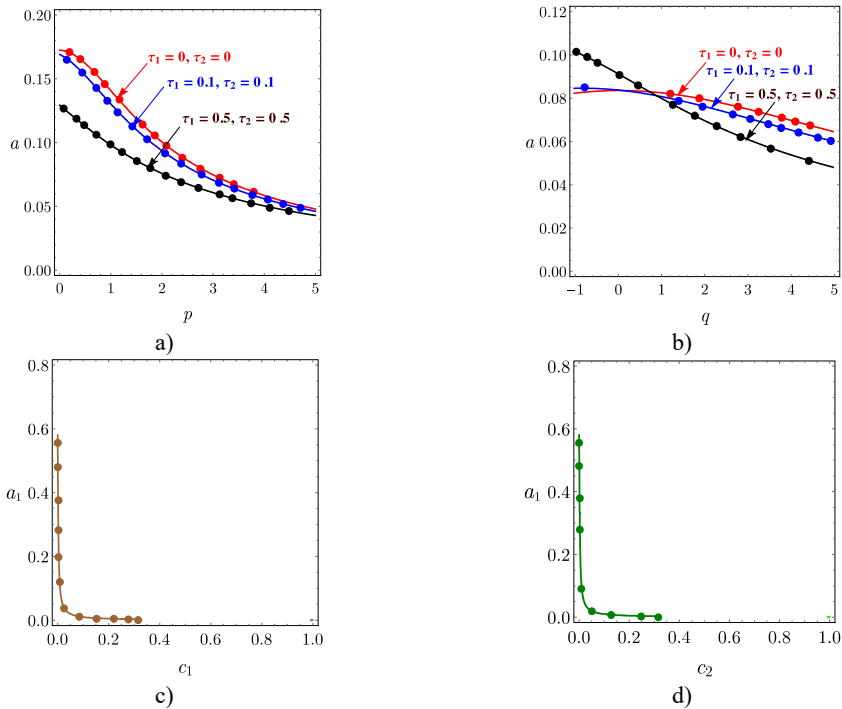 0.20
0.15
0.10
0.05
0.00
a
τ₁ = 0, τ₂ = 0
τ₁ = 0.1, τ₂ = 0 .1
τ₁ = 0.5, τ₂ = 0 .5
0 1 2 3 4 5
p
a)
0.12
0.10
0.08
0.06
0.04
0.02
0.00
a
τ₁ = 0, τ₂ = 0
τ₁ = 0.1, τ₂ = 0 .1
τ₁ = 0.5, τ₂ = 0 .5
−1 0 1 2 3 4 5
q
b)
0.8
0.6
a₁ 0.4
0.2
0.0
0.0 0.2 0.4 0.6 0.8 1.0
c₁
c)
0.8
0.6
a₁ 0.4
0.2
0.0
0.0 0.2 0.4 0.6 0.8 1.0
c₂
d)